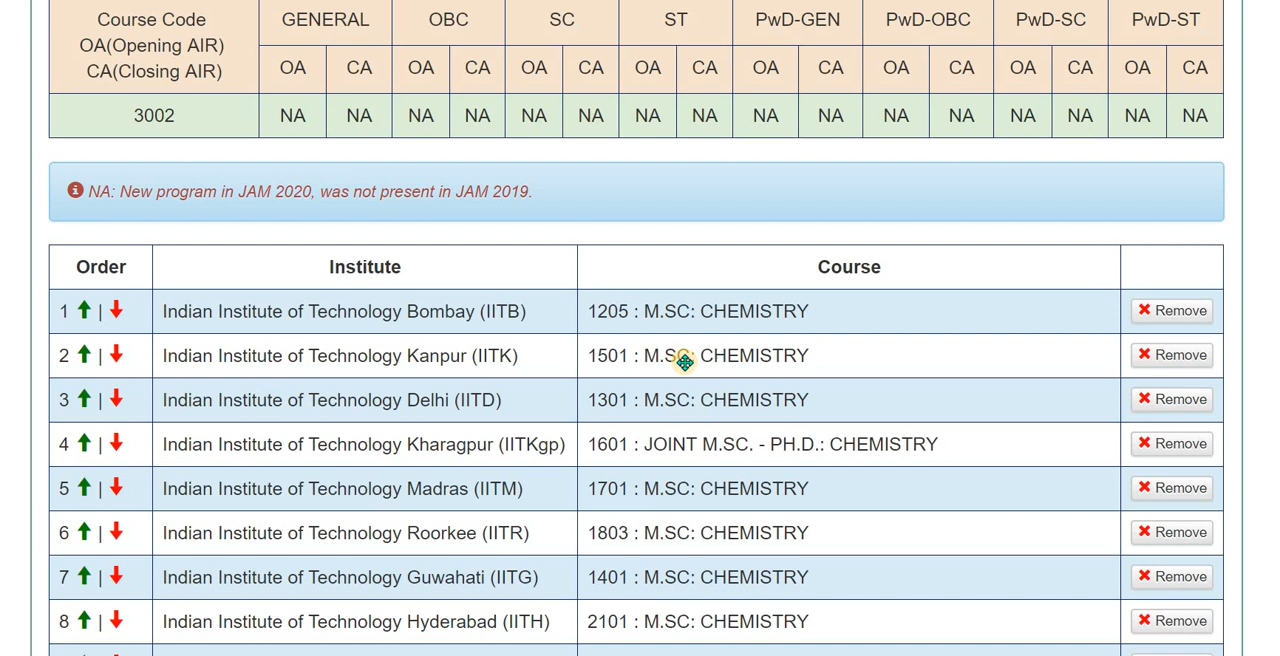 Course Code
OA(Opening AIR)
CA(Closing AIR)
GENERAL OBC SC ST PwD-GEN PwD-OBC PwD-SC PwD-ST
OA CA OA CA OA CA OA CA OA CA OA CA OA CA OA CA
3002 NA NA NA NA NA NA NA NA NA NA NA NA NA NA NA NA
NA: New program in JAM 2020, was not present in JAM 2019.
Order Institute Course
1 | Indian Institute of Technology Bombay (IITB) 1205 : M.SC: CHEMISTRY Remove
2 | Indian Institute of Technology Kanpur (IITK) 1501 : M.SC: CHEMISTRY Remove
3 | Indian Institute of Technology Delhi (IITD) 1301 : M.SC: CHEMISTRY Remove
4 | Indian Institute of Technology Kharagpur (IITKgp) 1601 : JOINT M.SC. - PH.D.: CHEMISTRY Remove
5 | Indian Institute of Technology Madras (IITM) 1701 : M.SC: CHEMISTRY Remove
6 | Indian Institute of Technology Roorkee (IITR) 1803 : M.SC: CHEMISTRY Remove
7 | Indian Institute of Technology Guwahati (IITG) 1401 : M.SC: CHEMISTRY Remove
8 | Indian Institute of Technology Hyderabad (IITH) 2101 : M.SC: CHEMISTRY Remove